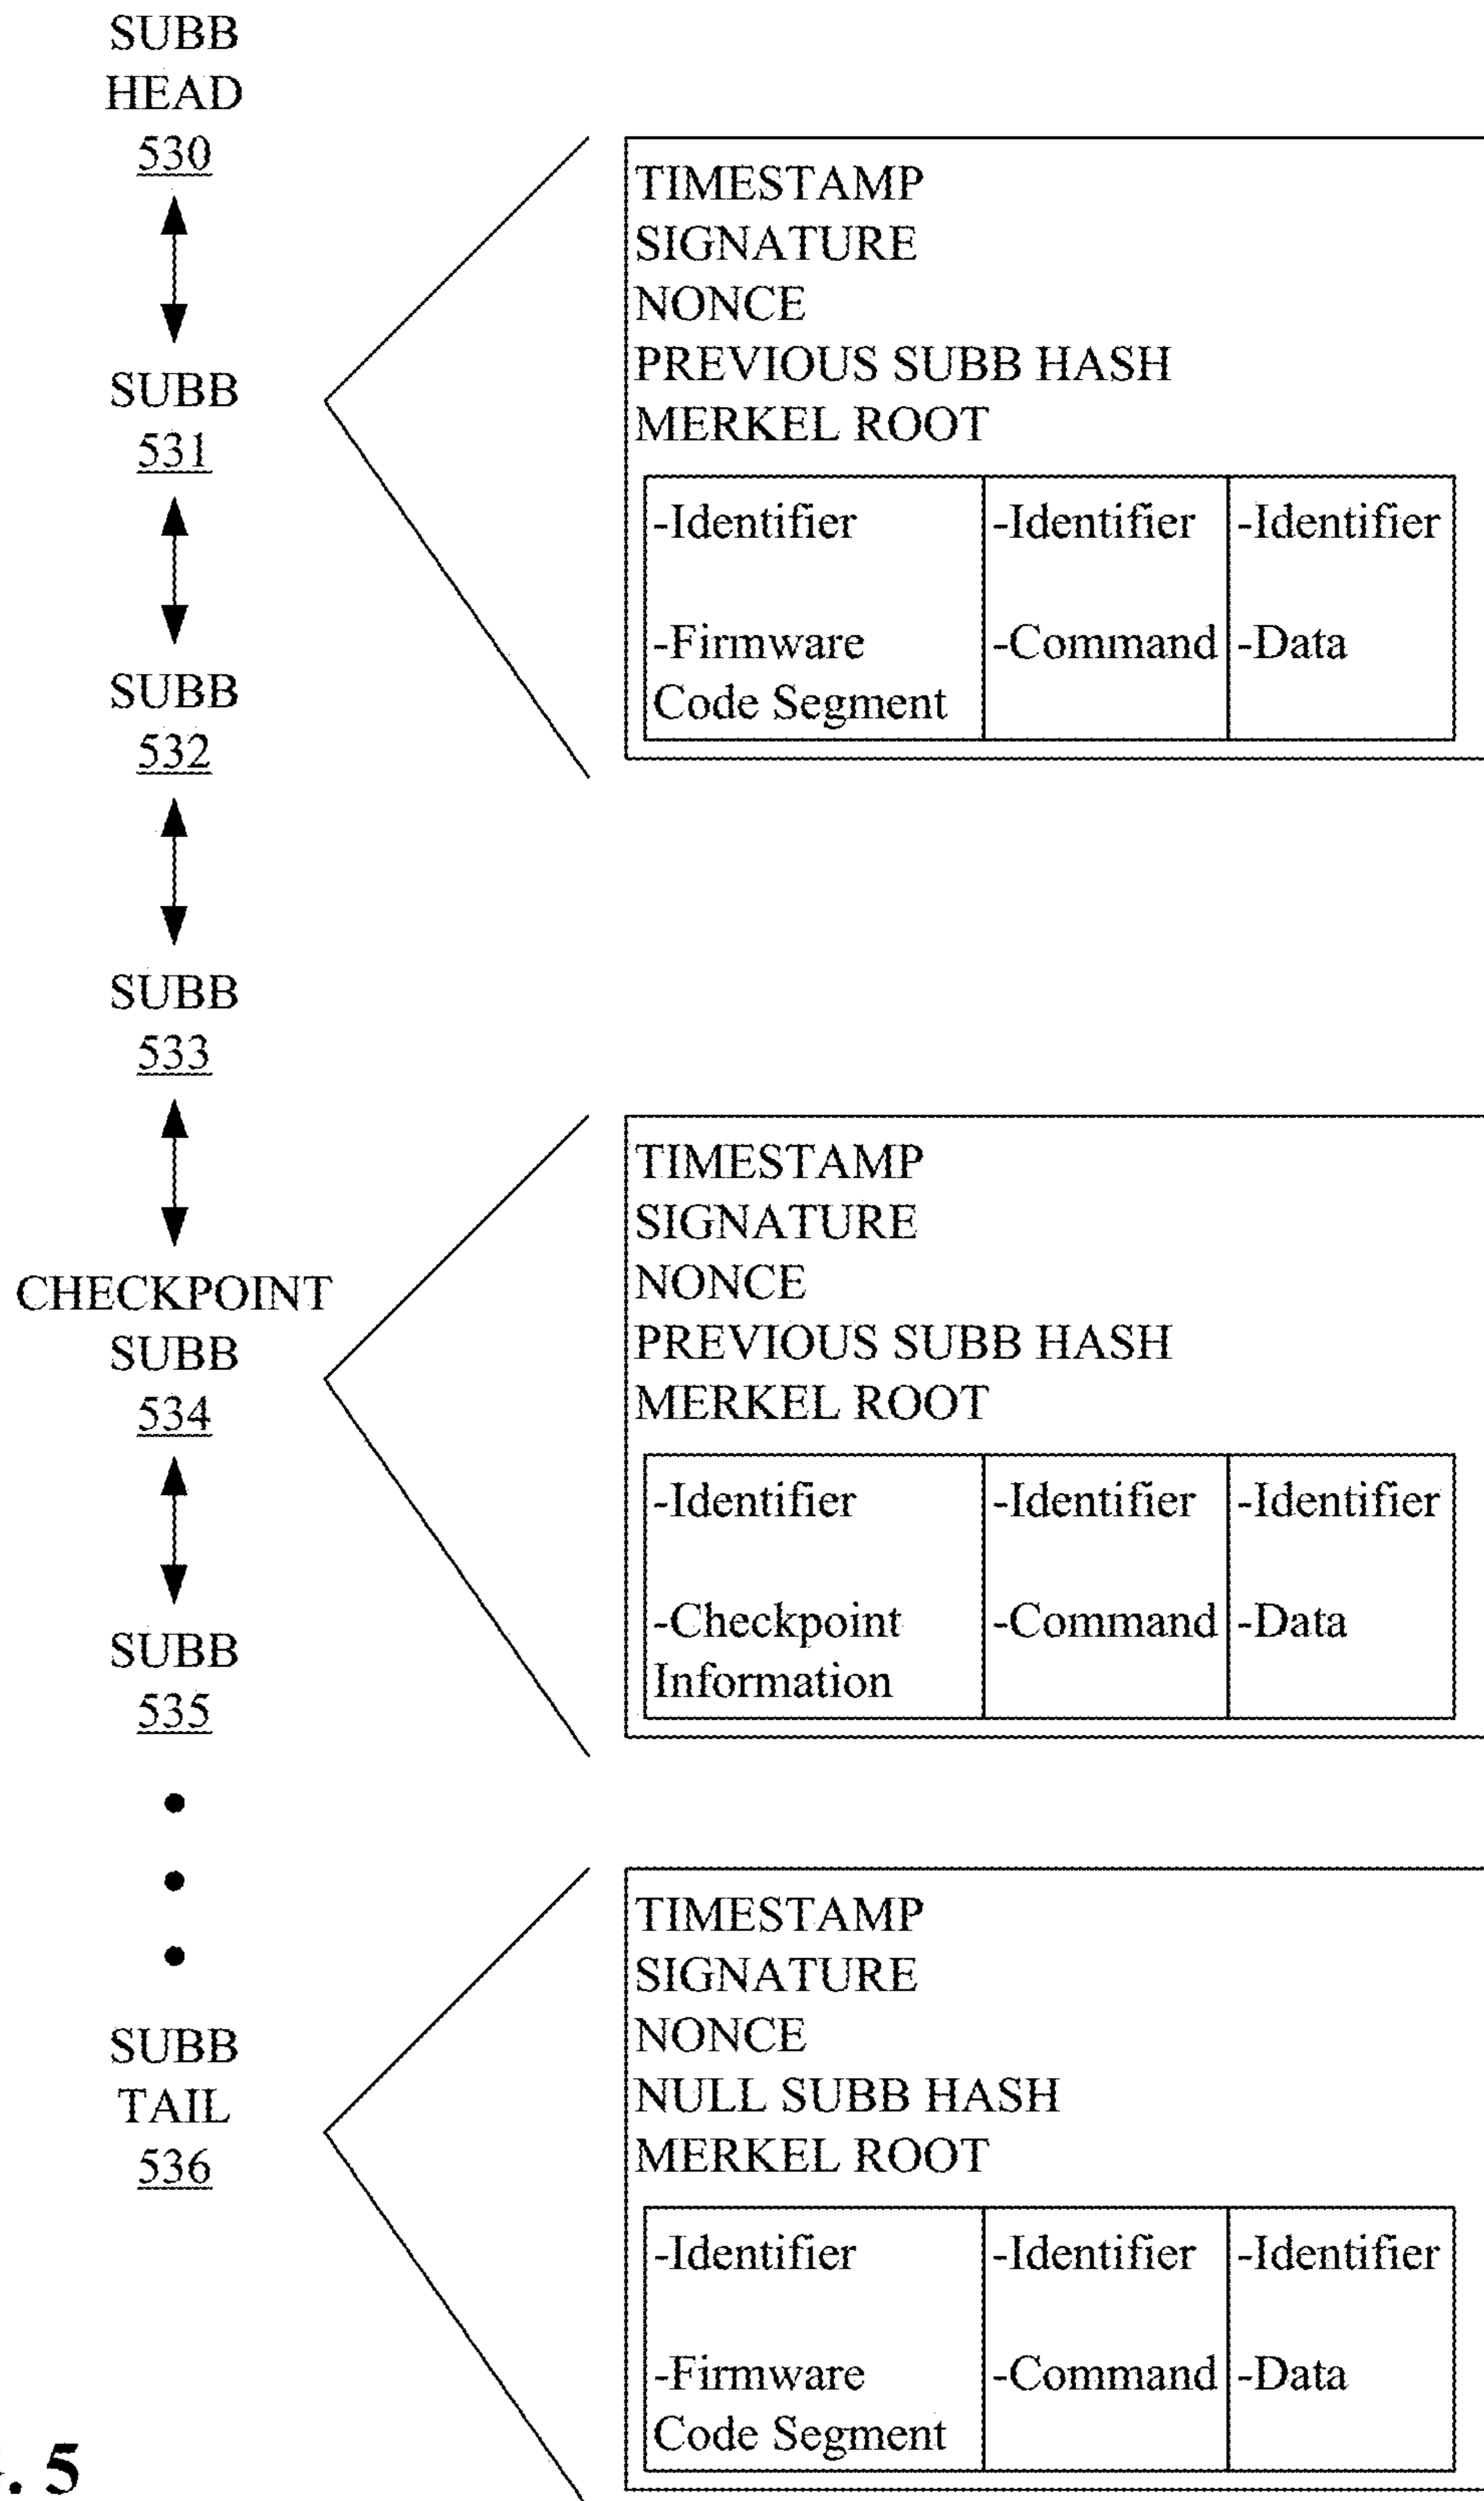 SUBB
HEAD
530
SUBB
531
SUBB
532
SUBB
533
CHECKPOINT
SUBB
534
SUBB
535
SUBB
TAIL
536
TIMESTAMP
SIGNATURE
NONCE
PREVIOUS SUBB HASH
MERKEL ROOT
-Identifier
-Firmware
Code Segment
-Identifier
-Command
-Identifier
-Data
TIMESTAMP
SIGNATURE
NONCE
PREVIOUS SUBB HASH
MERKEL ROOT
-Identifier
-Checkpoint
Information
-Identifier
-Command
-Identifier
-Data
TIMESTAMP
SIGNATURE
NONCE
NULL SUBB HASH
MERKEL ROOT
-Identifier
-Firmware
Code Segment
-Identifier
-Command
-Identifier
-Data
. 5